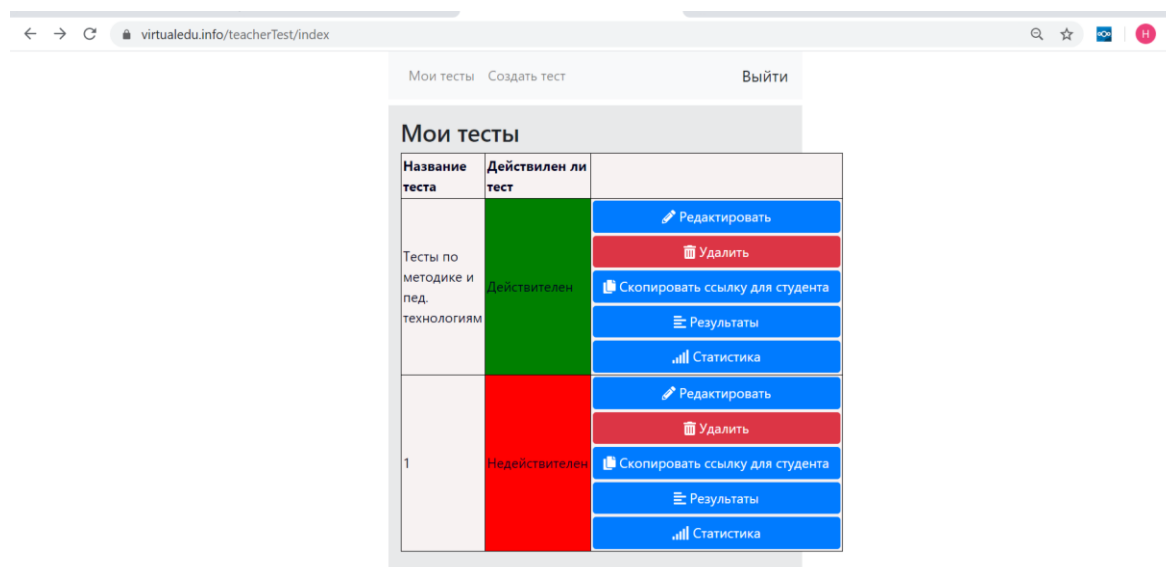 virtualedu.info/teacherTest/index
H
Мои тесты Создать тест Выйти
Мои тесты
Название теста
Действилен ли тест
Тесты по
методике и
пед.
технологиям
Действителен
Редактировать
Удалить
Скопировать ссылку для студента
Результаты
Статистика
1
Недействителен
Редактировать
Удалить
Скопировать ссылку для студента
Результаты
Статистика